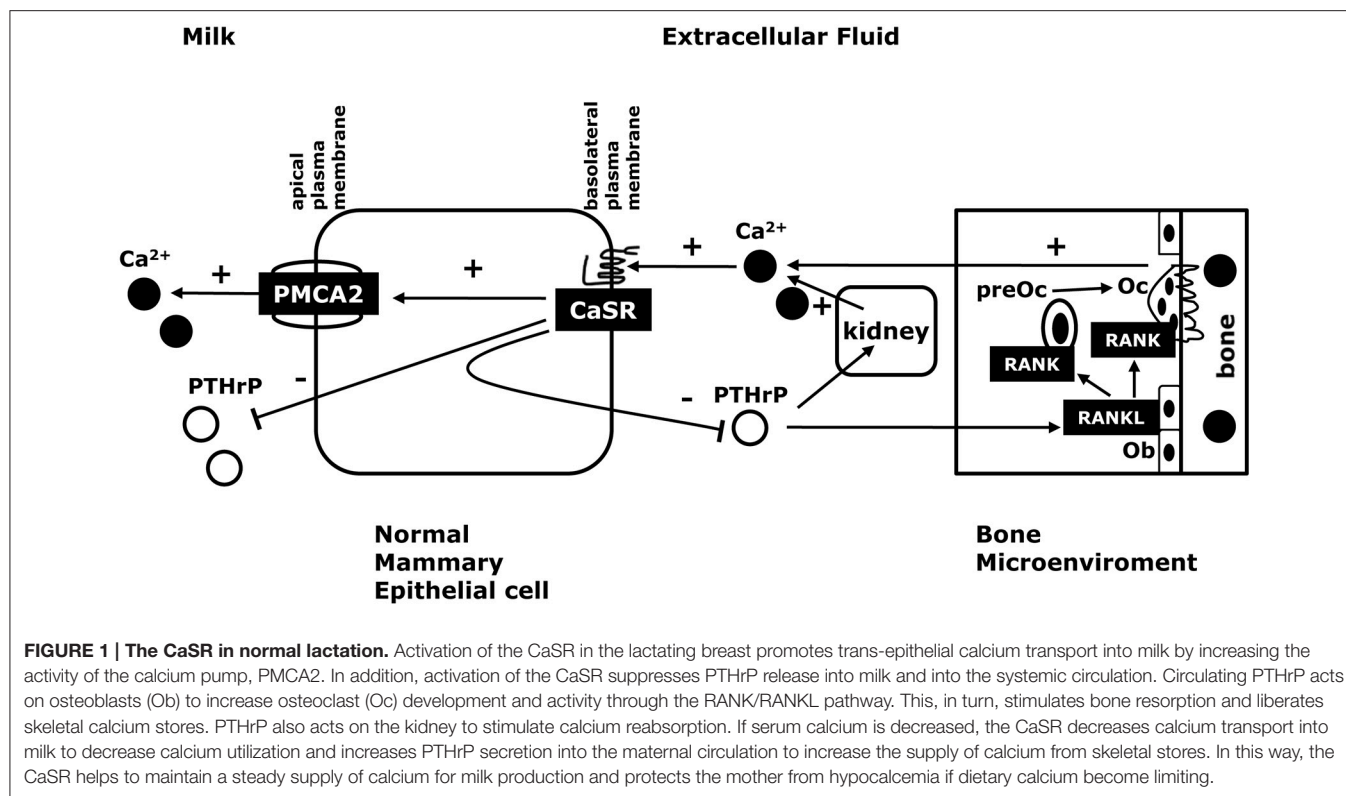 Milk
Extracellular Fluid
apical
plasma
membrane
basolateral
plasma
membrane
Ca²⁺
+
PMCA2
+
CaSR
+
Ca²⁺
+
+
kidney
preOc
Oc
RANK
RANK
RANKL
Ob
bone
PTHrP
-
-
PTHrP
Normal
Mammary
Epithelial cell
Bone
Microenviroment
FIGURE 1 | The CaSR in normal lactation. Activation of the CaSR in the lactating breast promotes trans-epithelial calcium transport into milk by increasing the
activity of the calcium pump, PMCA2. In addition, activation of the CaSR suppresses PTHrP release into milk and into the systemic circulation. Circulating PTHrP acts
on osteoblasts (Ob) to increase osteoclast (Oc) development and activity through the RANK/RANKL pathway. This, in turn, stimulates bone resorption and liberates
skeletal calcium stores. PTHrP also acts on the kidney to stimulate calcium reabsorption. If serum calcium is decreased, the CaSR decreases calcium transport into
milk to decrease calcium utilization and increases PTHrP secretion into the maternal circulation to increase the supply of calcium from skeletal stores. In this way, the
CaSR helps to maintain a steady supply of calcium for milk production and protects the mother from hypocalcemia if dietary calcium become limiting.